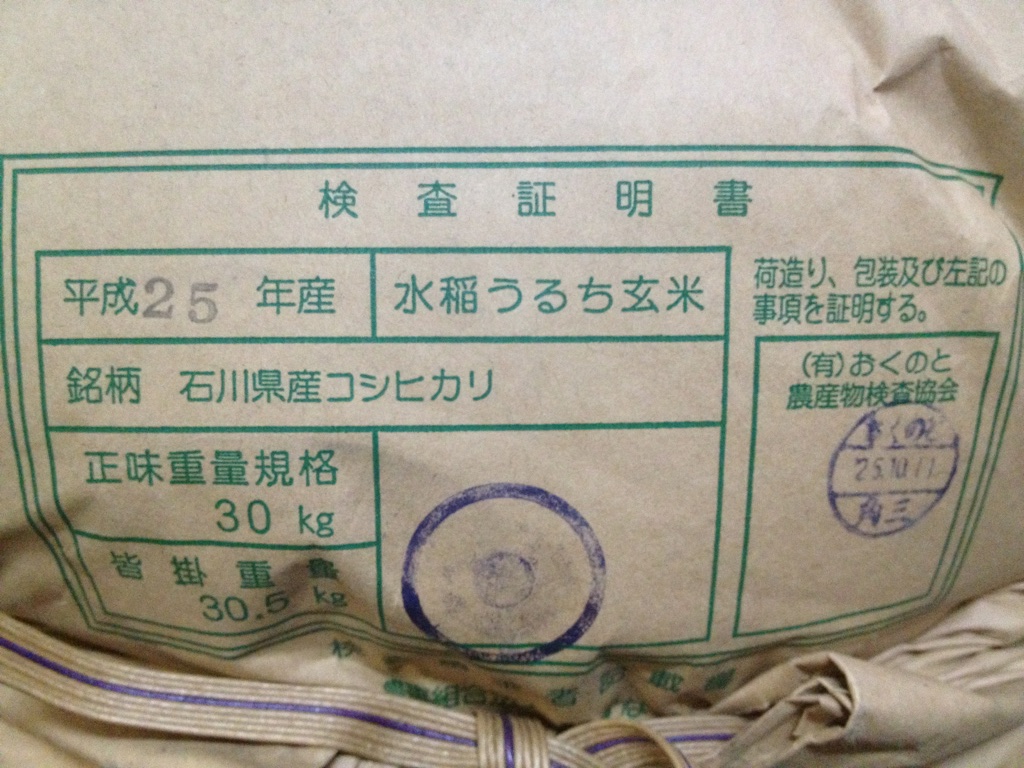 検査証明書
平成25年産
水稲うるち玄米
銘柄 石川県産コシヒカリ
正味重量規格
30 kg
皆掛重量
30.5 kg
荷造り、包装及び左記の
事項を証明する。
(有)おくのと
農産物検査協会
おくのと
25.10.11